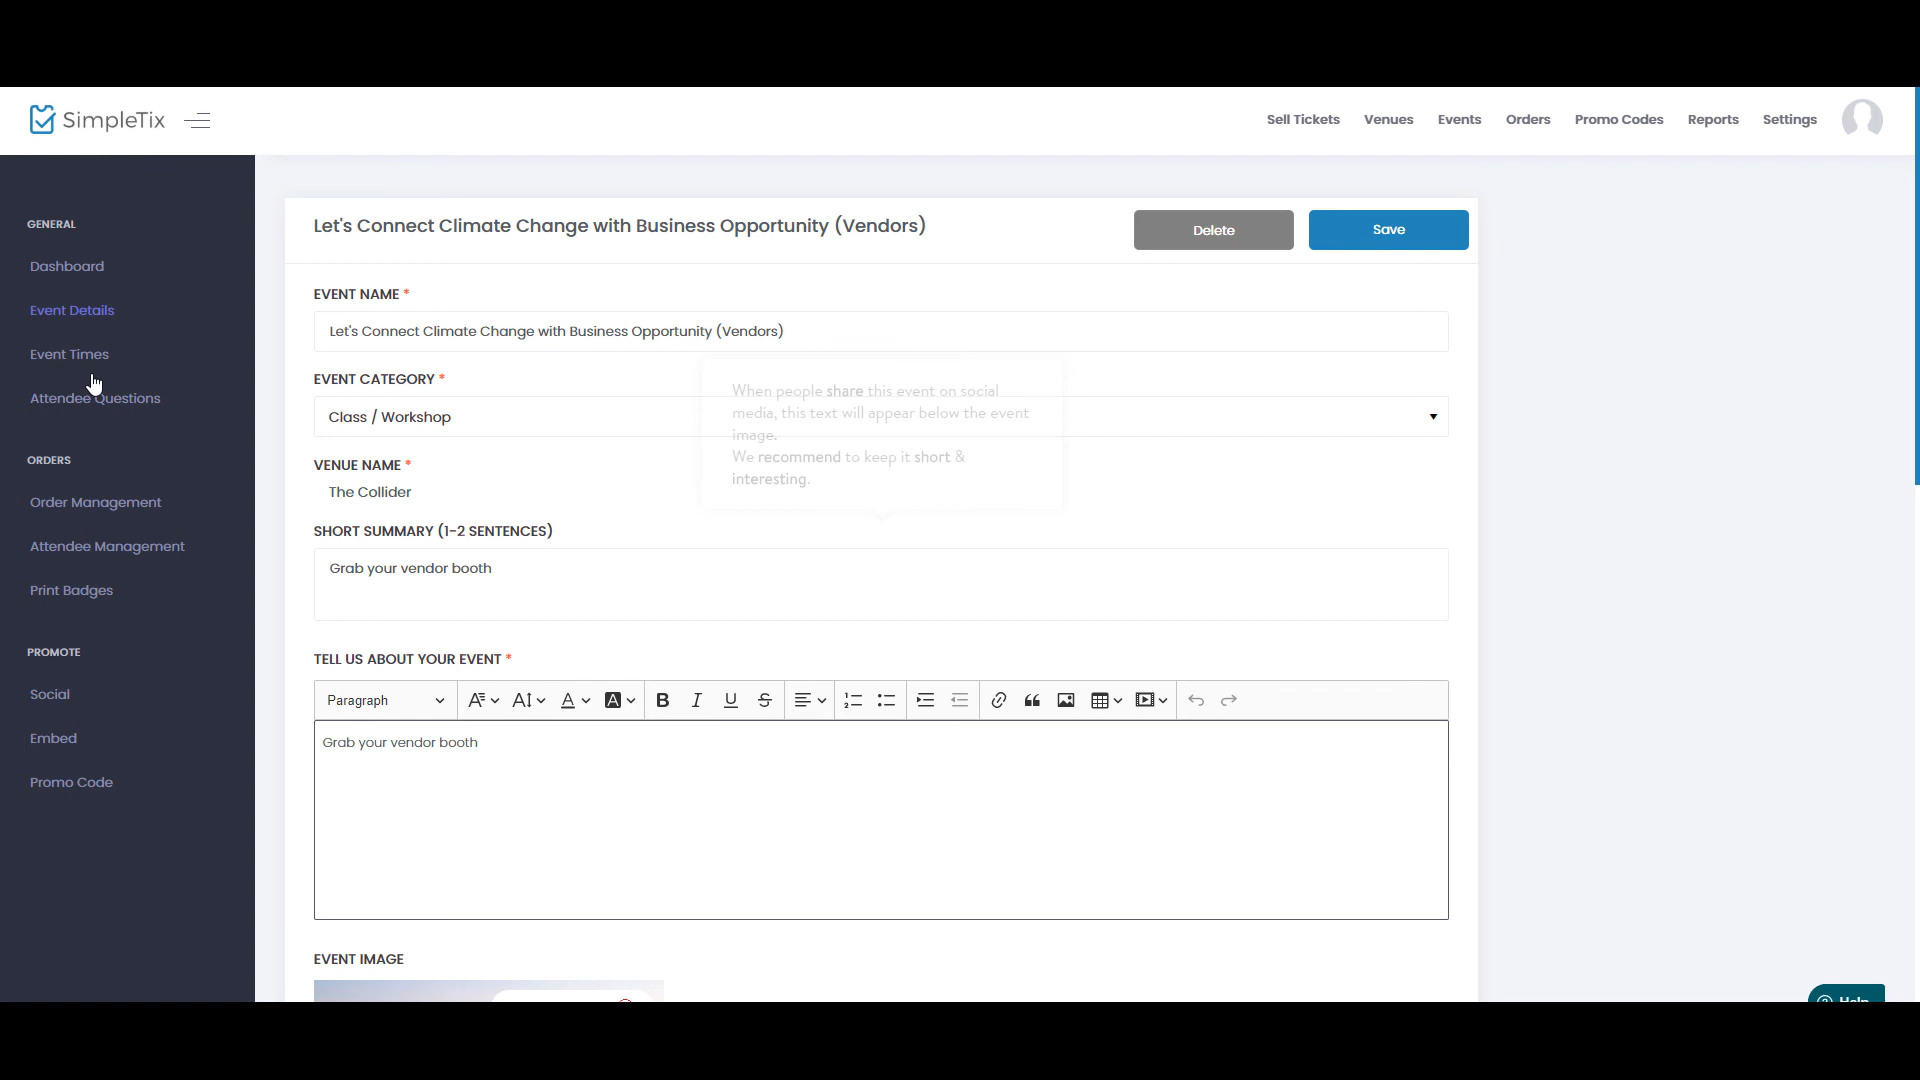 SimpleTix
Sell Tickets Venues Events Orders Promo Codes Reports Settings
GENERAL
Dashboard
Event Details
Event Times
Attendee Questions
ORDERS
Order Management
Attendee Management
Print Badges
PROMOTE
Social
Embed
Promo Code
Let's Connect Climate Change with Business Opportunity (Vendors)
Delete Save
EVENT NAME *
Let's Connect Climate Change with Business Opportunity (Vendors)
EVENT CATEGORY *
Class / Workshop
When people share this event on social
media, this text will appear below the event
image.
We recommend to keep it short &
interesting.
VENUE NAME *
The Collider
SHORT SUMMARY (1-2 SENTENCES)
Grab your vendor booth
TELL US ABOUT YOUR EVENT *
Paragraph
Grab your vendor booth
EVENT IMAGE
Help